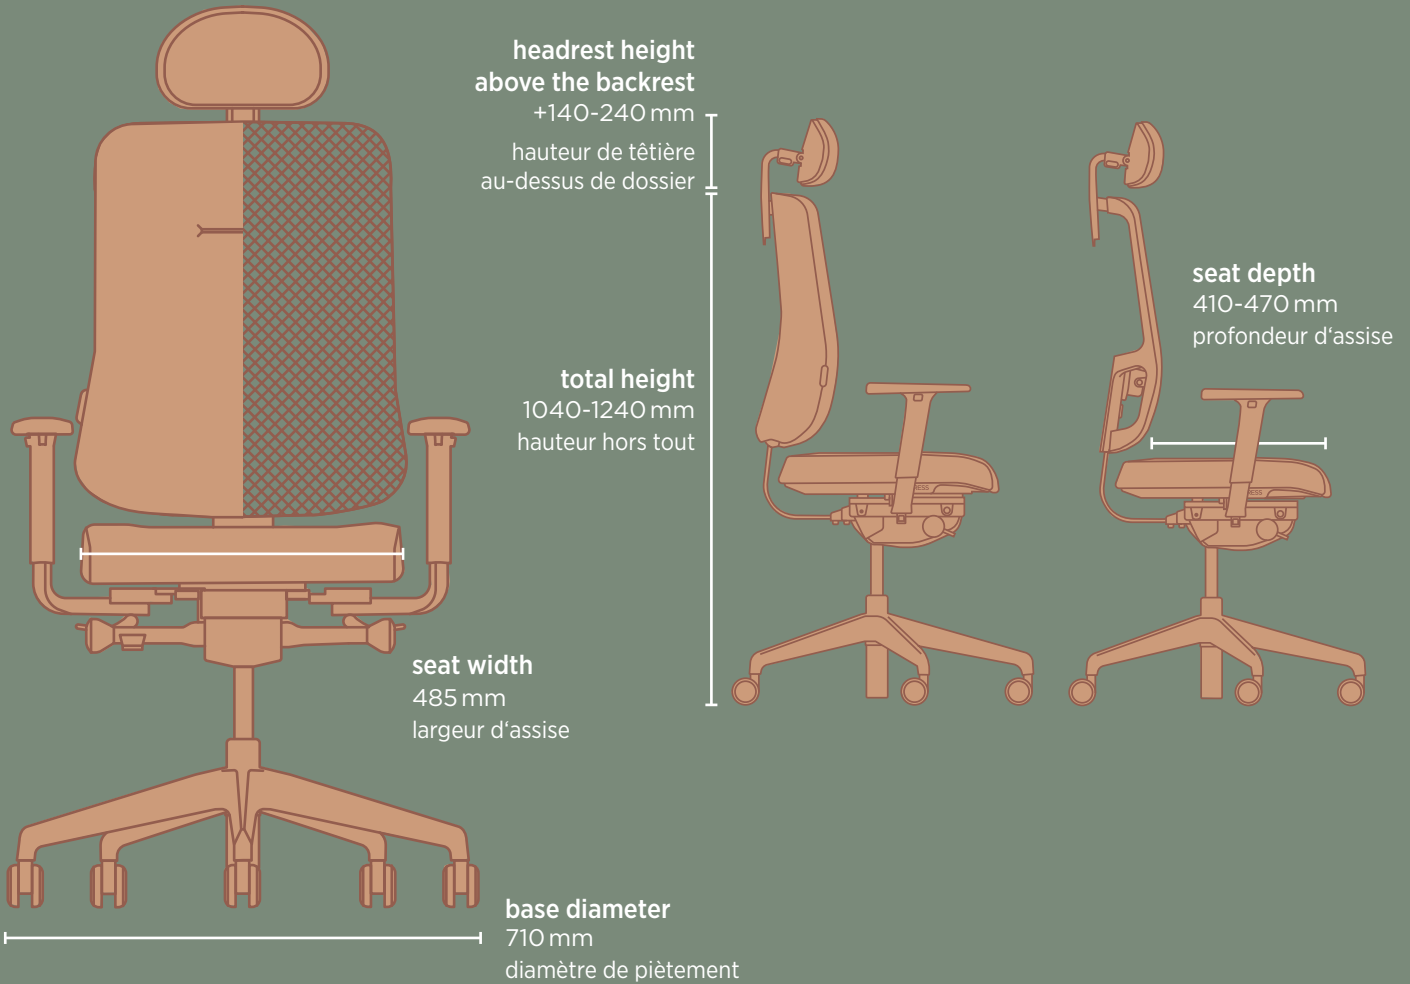 headrest height
above the backrest
+140-240 mm
hauteur de têtière
au-dessus de dossier
seat depth
410-470 mm
profondeur d‘assise
total height
1040-1240 mm
hauteur hors tout
seat width
485 mm
largeur d‘assise
base diameter
710 mm
diamètre de piètement